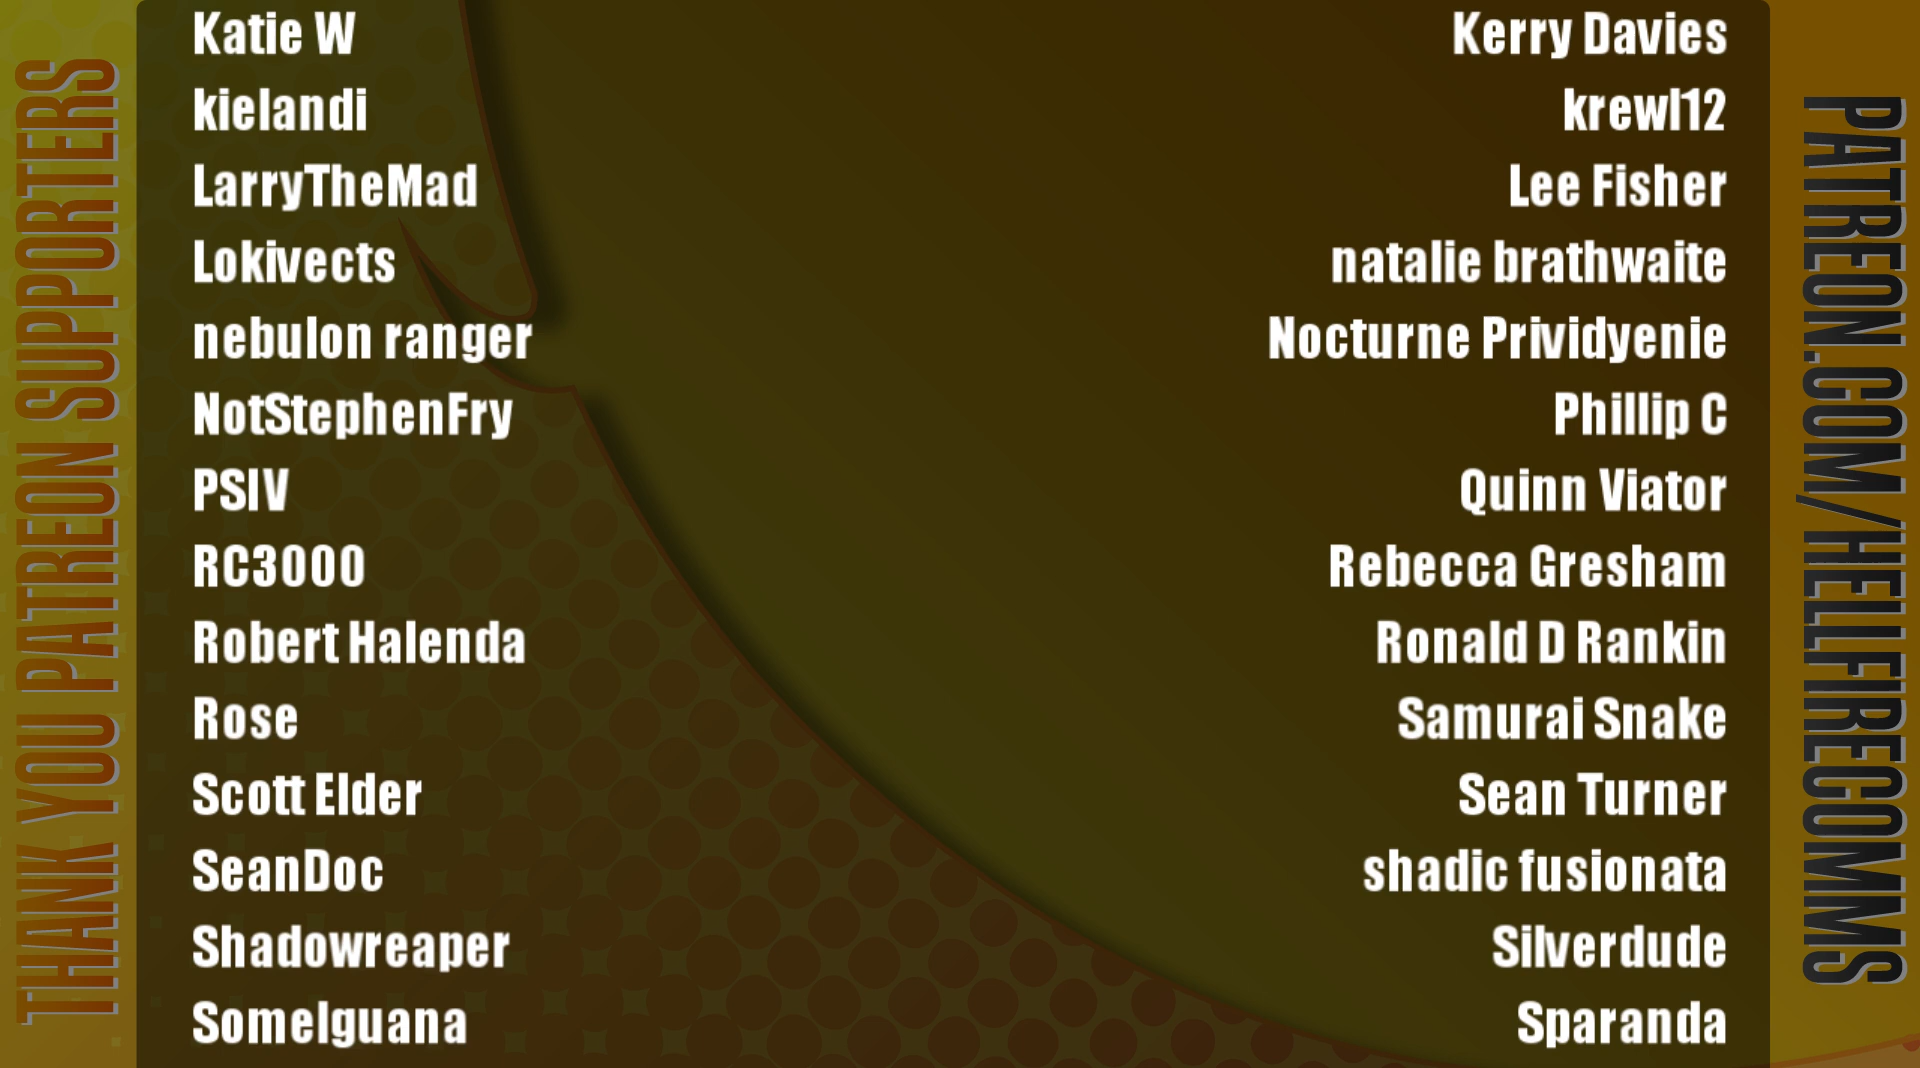 THANK YOU PATREON SUPPORTERS
Katie W
kielandi
LarryTheMad
Lokivects
nebulon ranger
NotStephenFry
PSIV
RC3000
Robert Halenda
Rose
Scott Elder
SeanDoc
Shadowreaper
SomeIguana
Kerry Davies
krewl12
Lee Fisher
natalie brathwaite
Nocturne Prividyenie
Phillip C
Quinn Viator
Rebecca Gresham
Ronald D Rankin
Samurai Snake
Sean Turner
shadic fusionata
Silverdude
Sparanda
PATREON.COM/HELLFIRECOMMS